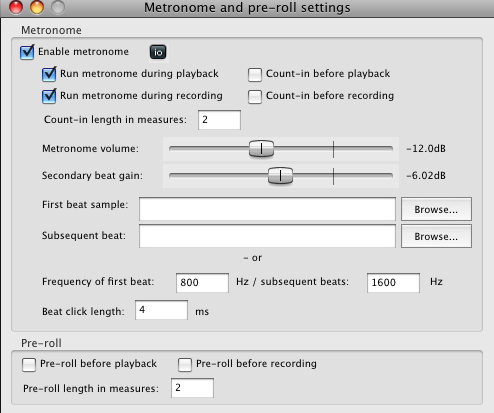 Metronome and pre-roll settings
Metronome
Enable metronome io
Run metronome during playback Count-in before playback
Run metronome during recording Count-in before recording
Count-in length in measures: 2
Metronome volume: -12.0dB
Secondary beat gain: -6.02dB
First beat sample: Browse...
Subsequent beat: Browse...
- or
Frequency of first beat: 800 Hz / subsequent beats: 1600 Hz
Beat click length: 4 ms
Pre-roll
Pre-roll before playback Pre-roll before recording
Pre-roll length in measures: 2